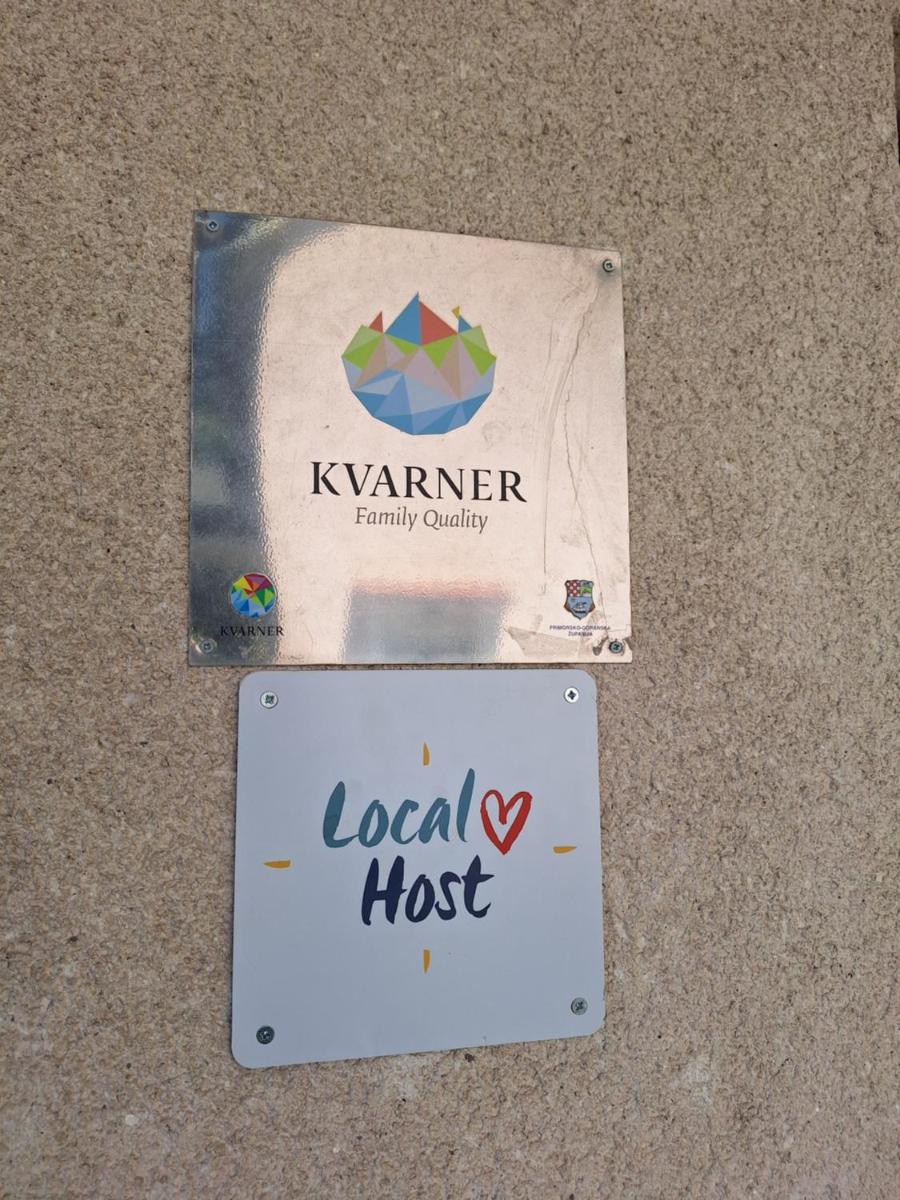 KVARNER
Family Quality
KVARNER
PRIMORSKO-GORANSKA
ŽUPANIJA
Local
Host